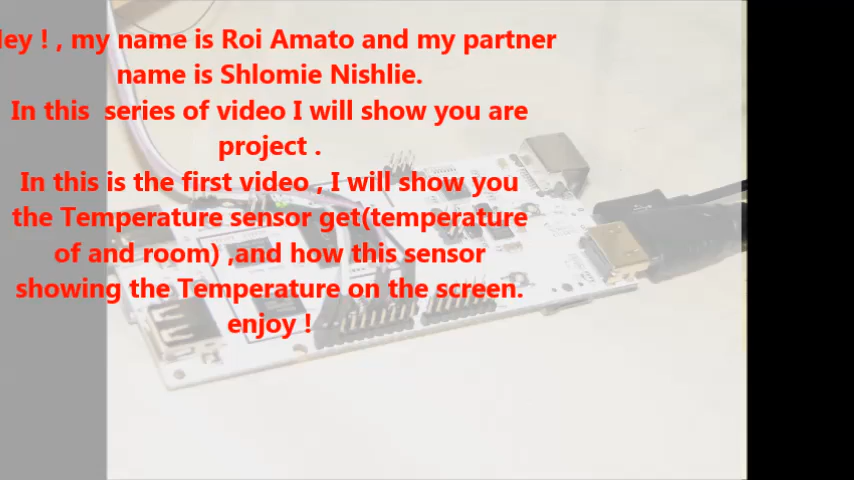 ey ! , my name is Roi Amato and my partner
name is Shlomie Nishlie.
In this series of video I will show you are
project .
In this is the first video , I will show you
the Temperature sensor get(temperature
of and room) ,and how this sensor
showing the Temperature on the screen.
enjoy !